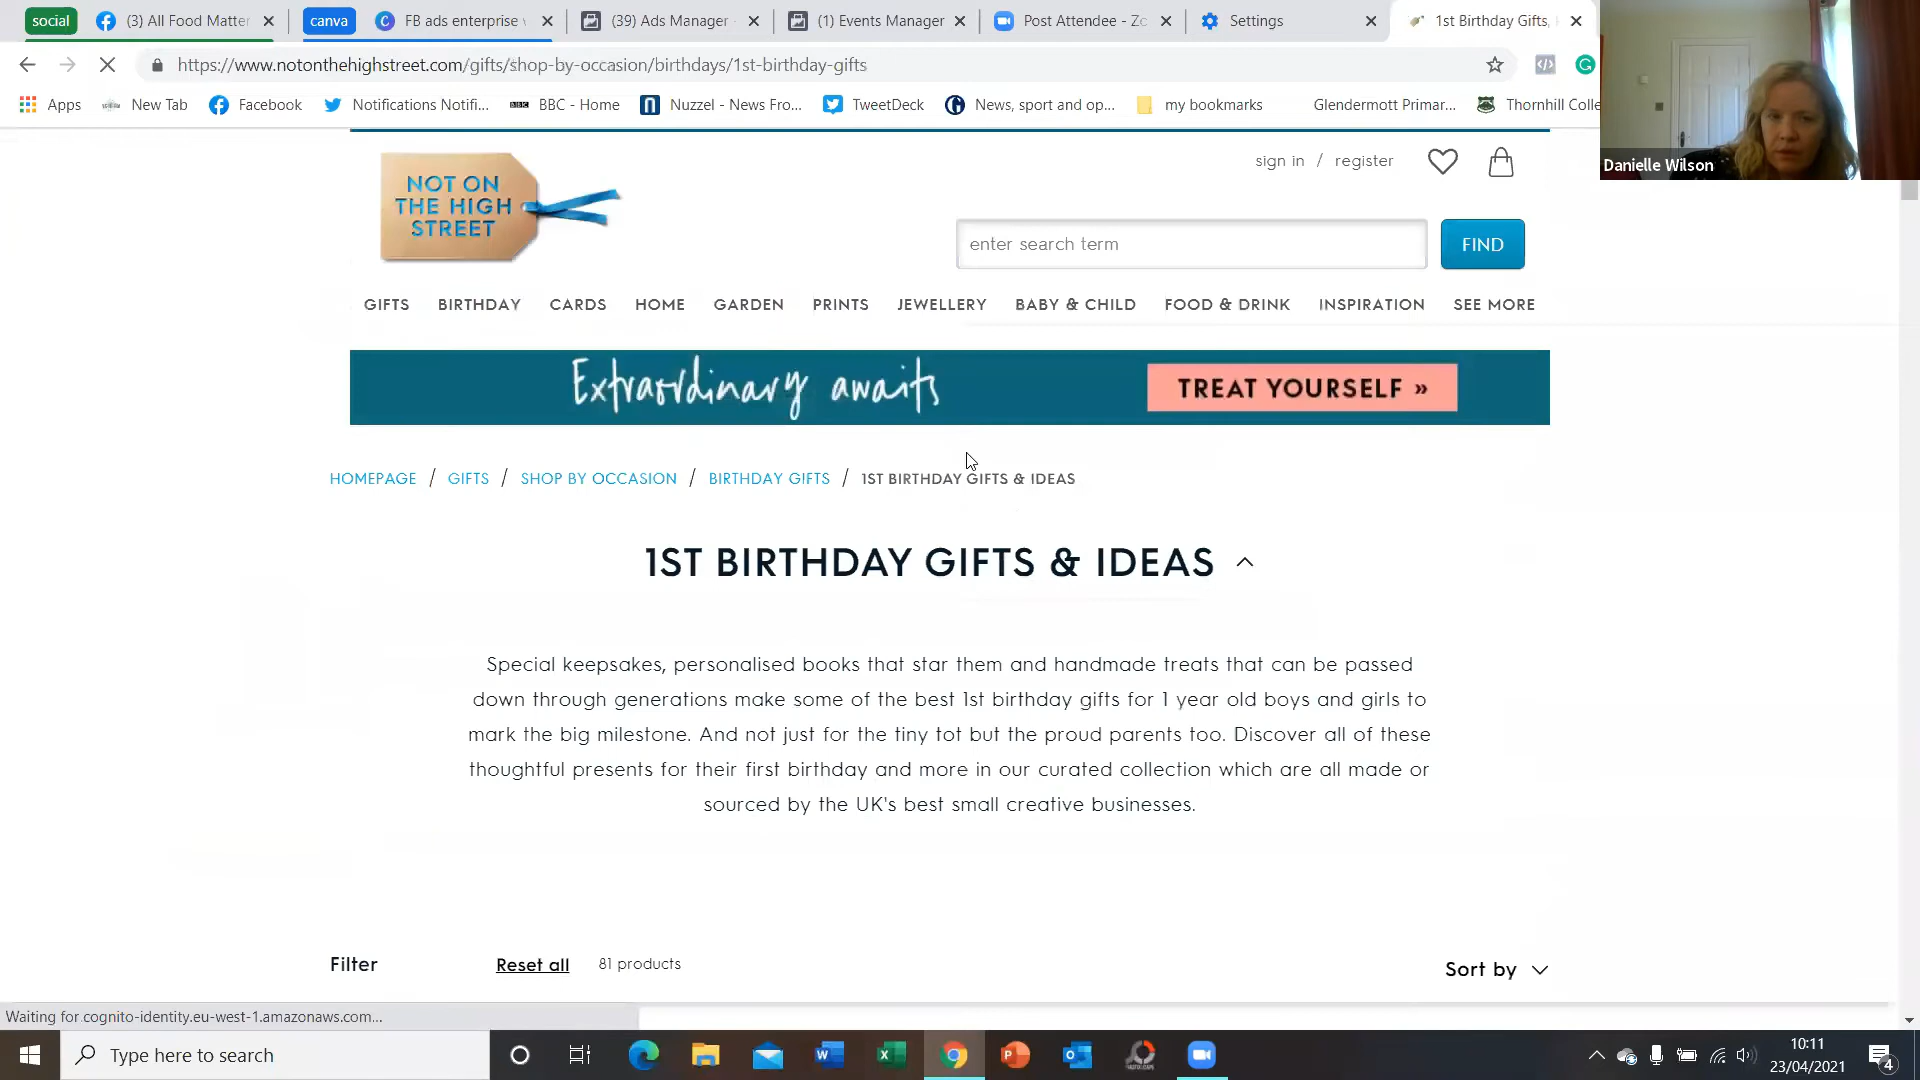 social
(3) All Food Matter
canva
FB ads enterprise
(39) Ads Manager
(1) Events Manager
Post Attendee - Zo
Settings
1st Birthday Gifts,
https://www.notonthehighstreet.com/gifts/shop-by-occasion/birthdays/1st-birthday-gifts
Apps
New Tab
Facebook
Notifications Notifi...
BBC BBC - Home
Nuzzel - News Fro...
TweetDeck
News, sport and op...
my bookmarks
Glendermott Primar...
Thornhill Colle
Danielle Wilson
sign in / register
NOT ON
THE HIGH
STREET
enter search term
FIND
GIFTS BIRTHDAY CARDS HOME GARDEN PRINTS JEWELLERY BABY & CHILD FOOD & DRINK INSPIRATION SEE MORE
Extraordinary awaits
TREAT YOURSELF »
HOMEPAGE / GIFTS / SHOP BY OCCASION / BIRTHDAY GIFTS / 1ST BIRTHDAY GIFTS & IDEAS
1ST BIRTHDAY GIFTS & IDEAS
Special keepsakes, personalised books that star them and handmade treats that can be passed
down through generations make some of the best 1st birthday gifts for 1 year old boys and girls to
mark the big milestone. And not just for the tiny tot but the proud parents too. Discover all of these
thoughtful presents for their first birthday and more in our curated collection which are all made or
sourced by the UK's best small creative businesses.
Filter
Reset all
81 products
Sort by
Waiting for cognito-identity.eu-west-1.amazonaws.com...
Type here to search
10:11
23/04/2021
4